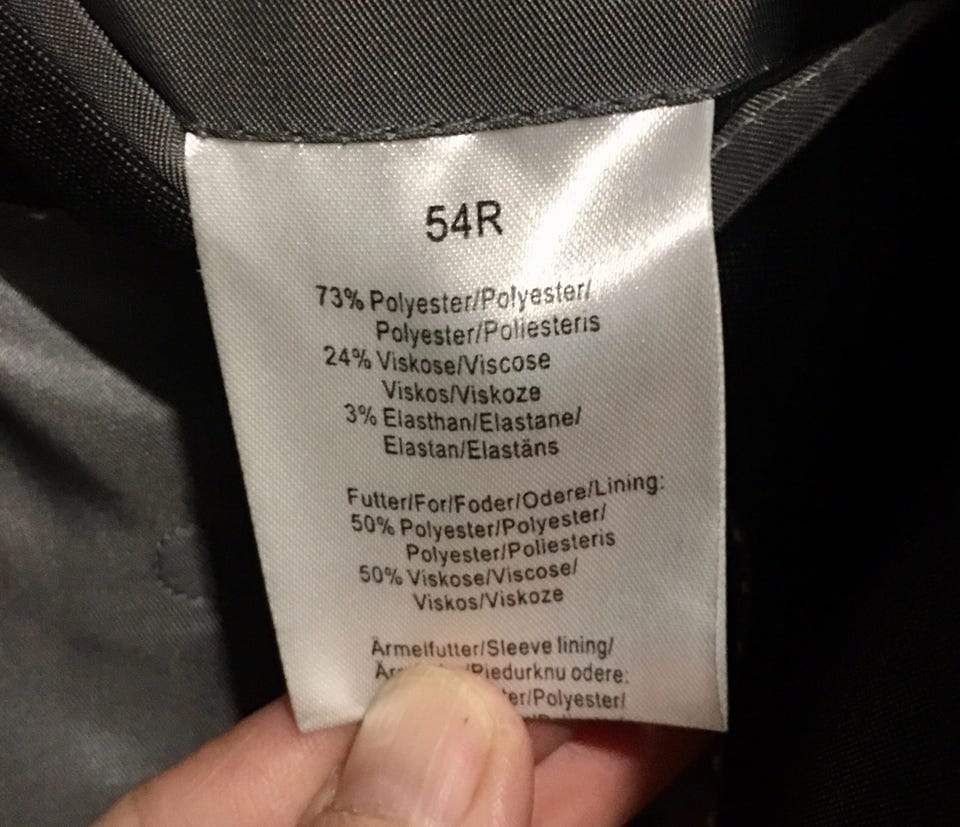 54R
73% Polyester/Polyester/
Polyester/Poliesteris
24% Viskose/Viscose
Viskos/Viskoze
3% Elasthan/Elastane/
Elastan/Elastāns
Futter/For/Foder/Odere/Lining:
50% Polyester/Polyester/
Polyester/Poliesteris
50% Viskose/Viscose/
Viskos/Viskoze
Ärmelfutter/Sleeve lining/
/Piedurknu odere:
/Polyester/